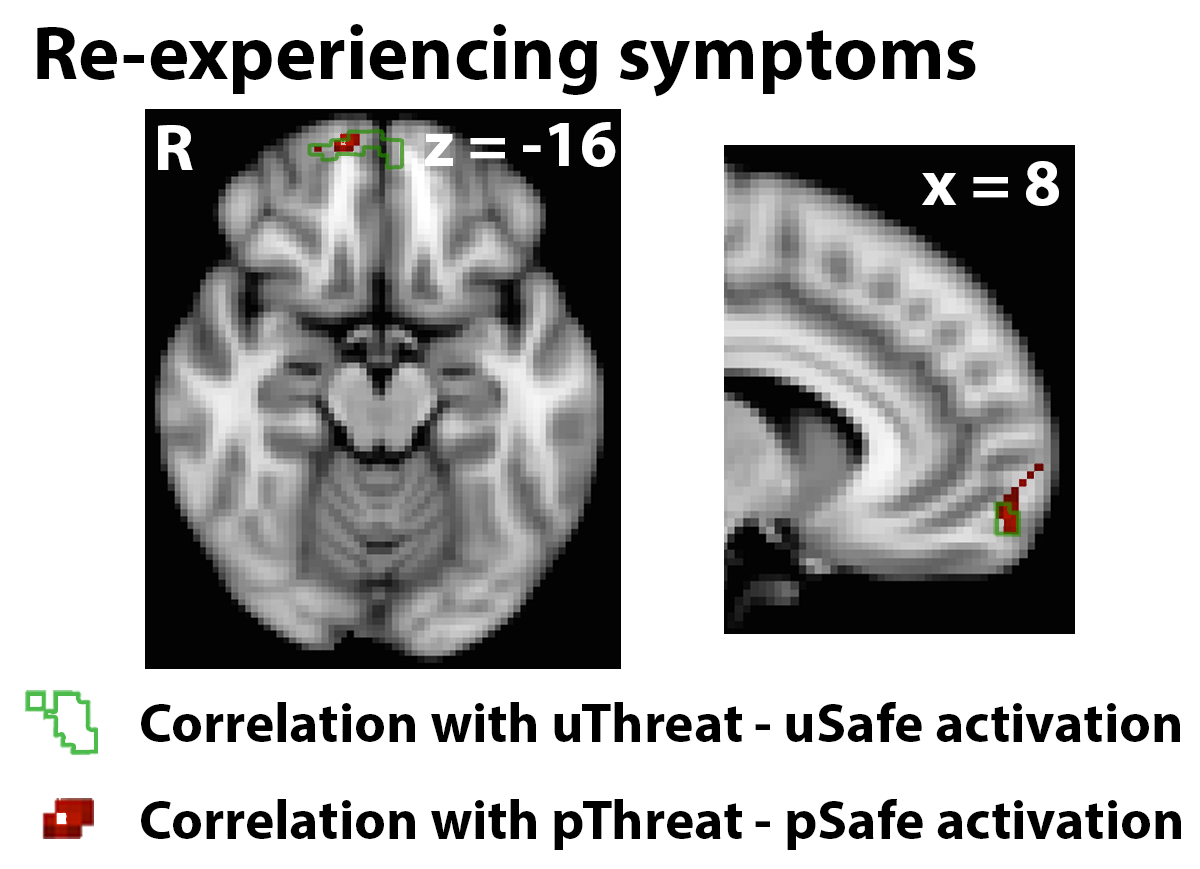 Re-experiencing symptoms
R
z = -16
x = 8
Correlation with uThreat - uSafe activation
Correlation with pThreat - pSafe activation